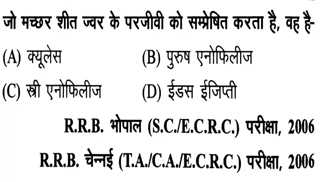 जो मच्छर शीत ज्वर के परजीवी को सम्प्रेषित करता है, वह है-
(A) क्यूलेस (B) पुरुष एनोफिलीज
(C) स्त्री एनोफिलीज (D) ईडस ईजिप्ती
R.R.B. भोपाल (S.C./E.C.R.C.) परीक्षा, 2006
R.R.B. चेन्नई (T.A./C.A./E.C.R.C.) परीक्षा, 2006